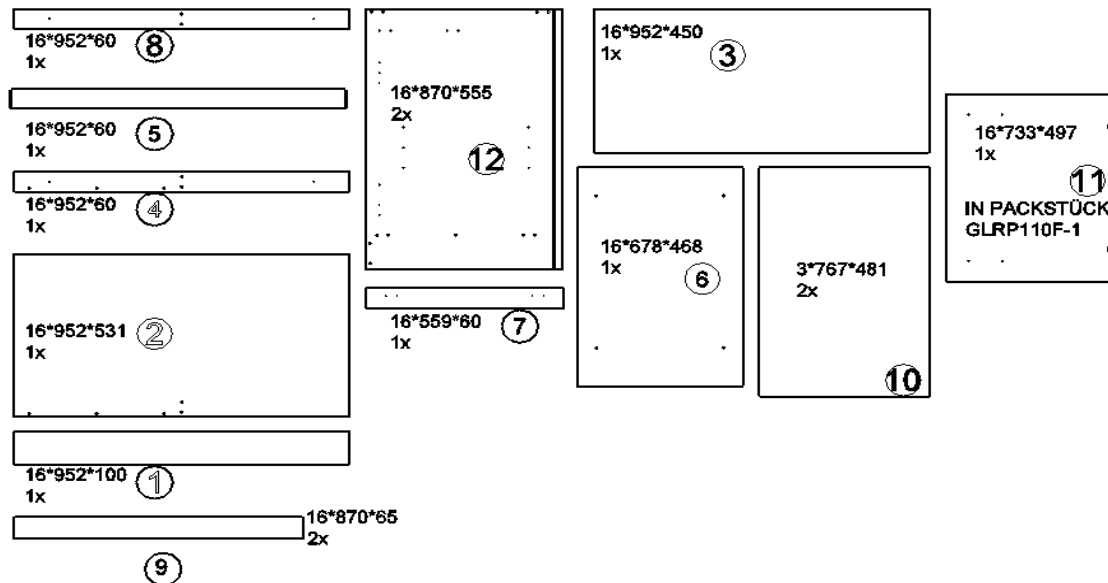 16*952*60
1x
8
16*952*60
1x
5
16*952*60
1x
4
16*952*531
1x
2
16*952*100
1x
1
16*870*65
2x
9
16*870*555
2x
12
16*559*60
1x
7
16*952*450
1x
3
16*678*468
1x
6
3*767*481
2x
10
16*733*497
1x
11
IN PACKSTÜCK
GLRP110F-1